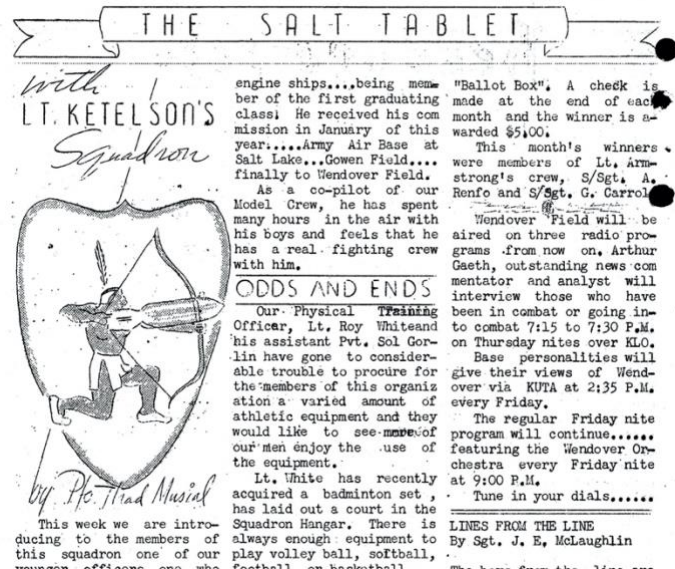 THE SALT TABLET
with
LT. KETELSON'S
Squadron
by Pfc. Thad Musial
This week we are intro-
ducing to the members of
this squadron one of our
younger officers one who
engine ships....being mem-
ber of the first graduating
class. He received his com
mission in January of this
year.....Army Air Base at
Salt Lake...Gowen Field....
finally to Wendover Field.
As a co-pilot of our
Model Crew, he has spent
many hours in the air with
his boys and feels that he
has a real fighting crew
with him.
ODDS AND ENDS
Our Physical Training
Officer, Lt. Roy Whiteand
his assistant Pvt. Sol Gor-
lin have gone to consider-
able trouble to procure for
the members of this organiz
ation a varied amount of
athletic equipment and they
would like to see more of
our men enjoy the use of
the equipment.
Lt. White has recently
acquired a badminton set ,
has laid out a court in the
Squadron Hangar. There is
always enough equipment to
play volley ball, softball,
football or basketball.
"Ballot Box". A check is
made at the end of each
month and the winner is a-
warded $5.00.
This month's winners
were members of Lt. Arm-
strong's crew, S/Sgt. A.
Renfo and S/Sgt. G. Carrol
Wendover Field will be
aired on three radio pro-
grams from now on. Arthur
Gaeth, outstanding news com
mentator and analyst will
interview those who have
been in combat or going in-
to combat 7:15 to 7:30 P.M.
on Thursday nites over KLO.
Base personalities will
give their views of Wend-
over via KUTA at 2:35 P.M.
every Friday.
The regular Friday nite
program will continue......
featuring the Wendover Or-
chestra every Friday nite
at 9:00 P.M.
Tune in your dials......
LINES FROM THE LINE
By Sgt. J. E. McLaughlin
The boys from the line are